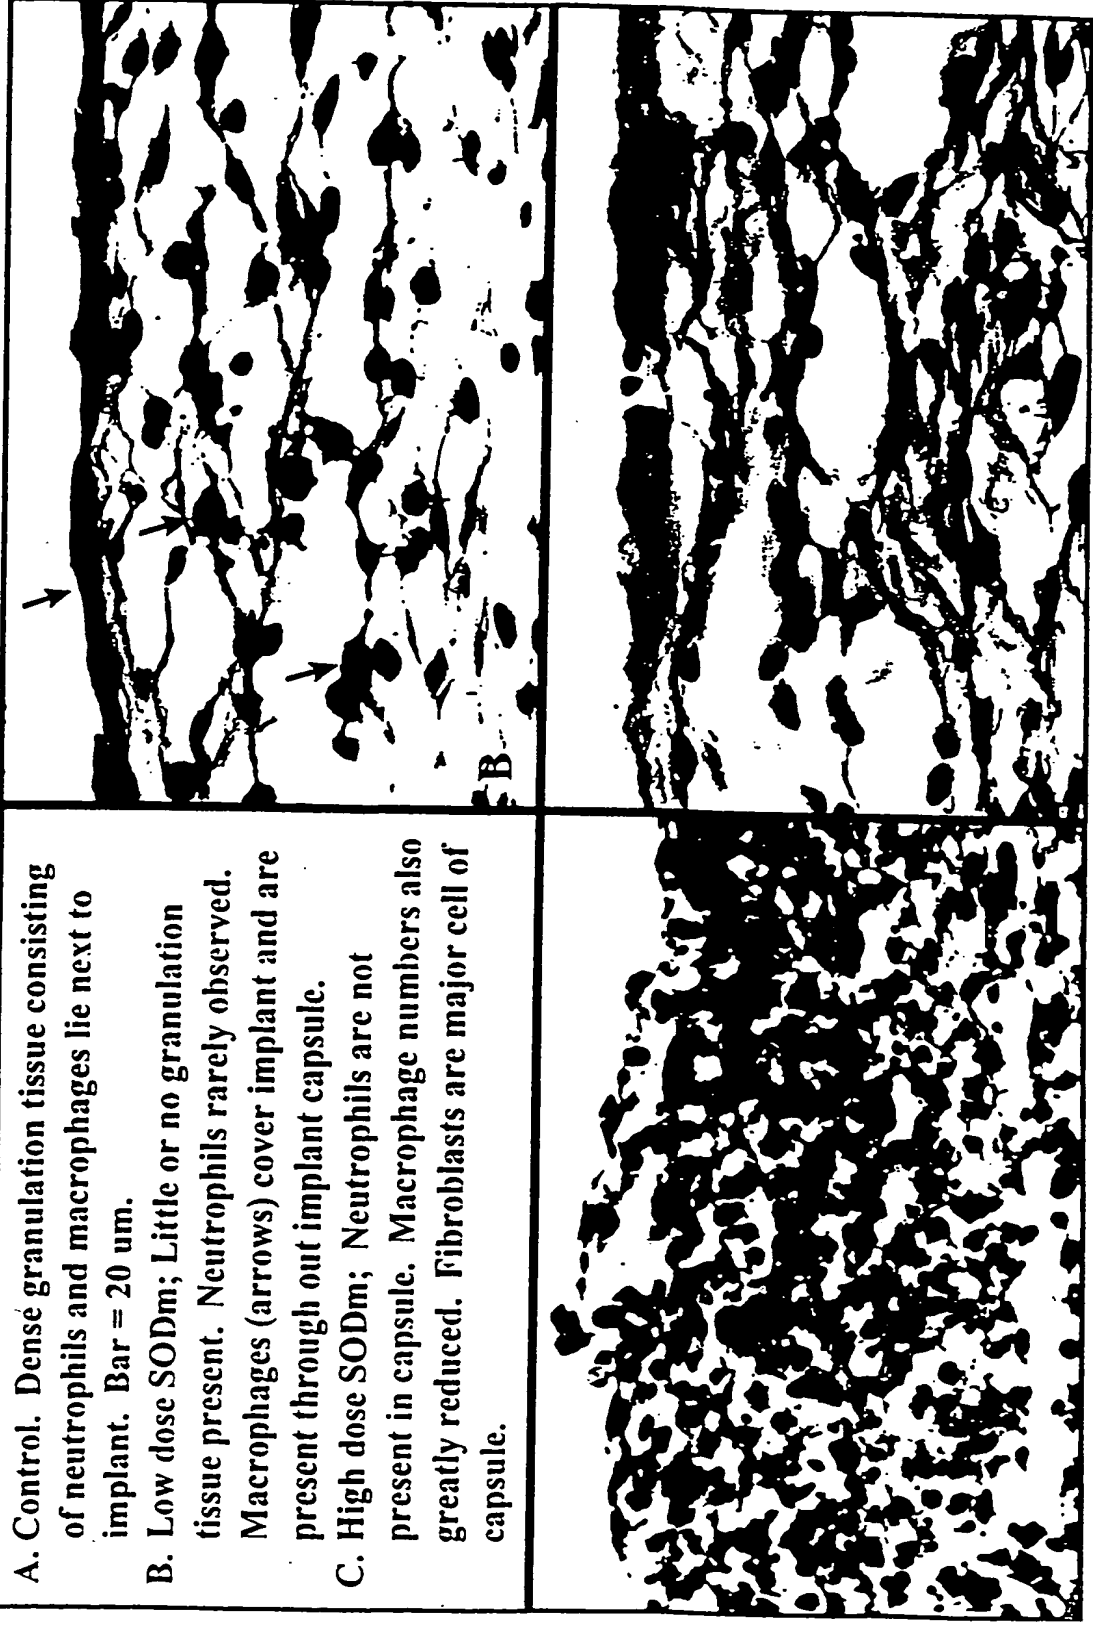 A. Control. Dense granulation tissue consisting
of neutrophils and macrophages lie next to
implant. Bar = 20 um.
B. Low dose SODm; Little or no granulation
tissue present. Neutrophils rarely observed.
Macrophages (arrows) cover implant and are
present through out implant capsule.
C. High dose SODm; Neutrophils are not
present in capsule. Macrophage numbers also
greatly reduced. Fibroblasts are major cell of
capsule.
B